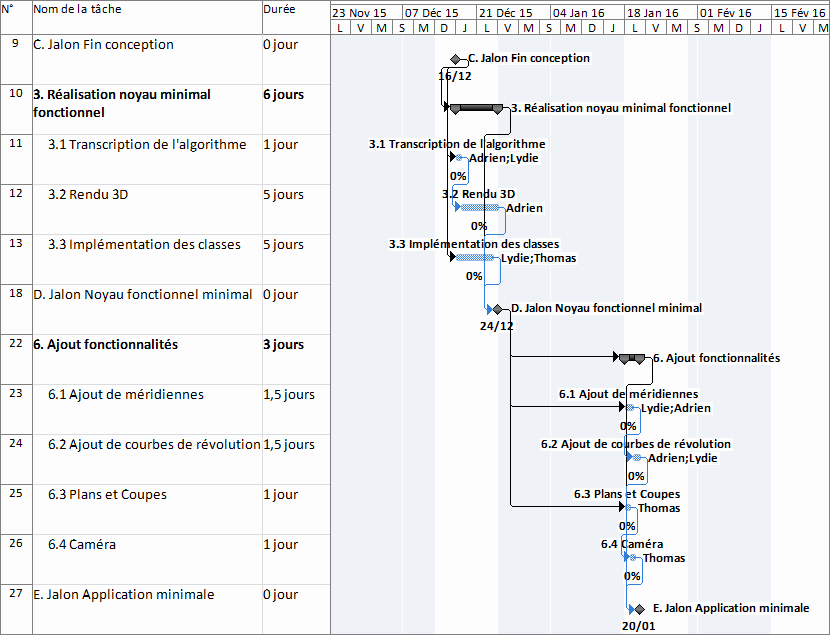 N° Nom de la tâche Durée
23 Nov 15 07 Déc 15 21 Déc 15 04 Jan 16 18 Jan 16 01 Fév 16 15 Fév 16
L V M S M D J L V M S M D J L V M S M D J L V M
9 C. Jalon Fin conception 0 jour
C. Jalon Fin conception
16/12
10 3. Réalisation noyau minimal fonctionnel 6 jours
3. Réalisation noyau minimal fonctionnel
11 3.1 Transcription de l'algorithme 1 jour
3.1 Transcription de l'algorithme
Adrien;Lydie
0%
12 3.2 Rendu 3D 5 jours
3.2 Rendu 3D
Adrien
0%
13 3.3 Implémentation des classes 5 jours
3.3 Implémentation des classes
Lydie;Thomas
0%
18 D. Jalon Noyau fonctionnel minimal 0 jour
D. Jalon Noyau fonctionnel minimal
24/12
22 6. Ajout fonctionnalités 3 jours
6. Ajout fonctionnalités
23 6.1 Ajout de méridiennes 1,5 jours
6.1 Ajout de méridiennes
Lydie;Adrien
0%
24 6.2 Ajout de courbes de révolution 1,5 jours
6.2 Ajout de courbes de révolution
Adrien;Lydie
0%
25 6.3 Plans et Coupes 1 jour
6.3 Plans et Coupes
Thomas
0%
26 6.4 Caméra 1 jour
6.4 Caméra
Thomas
0%
27 E. Jalon Application minimale 0 jour
E. Jalon Application minimale
20/01